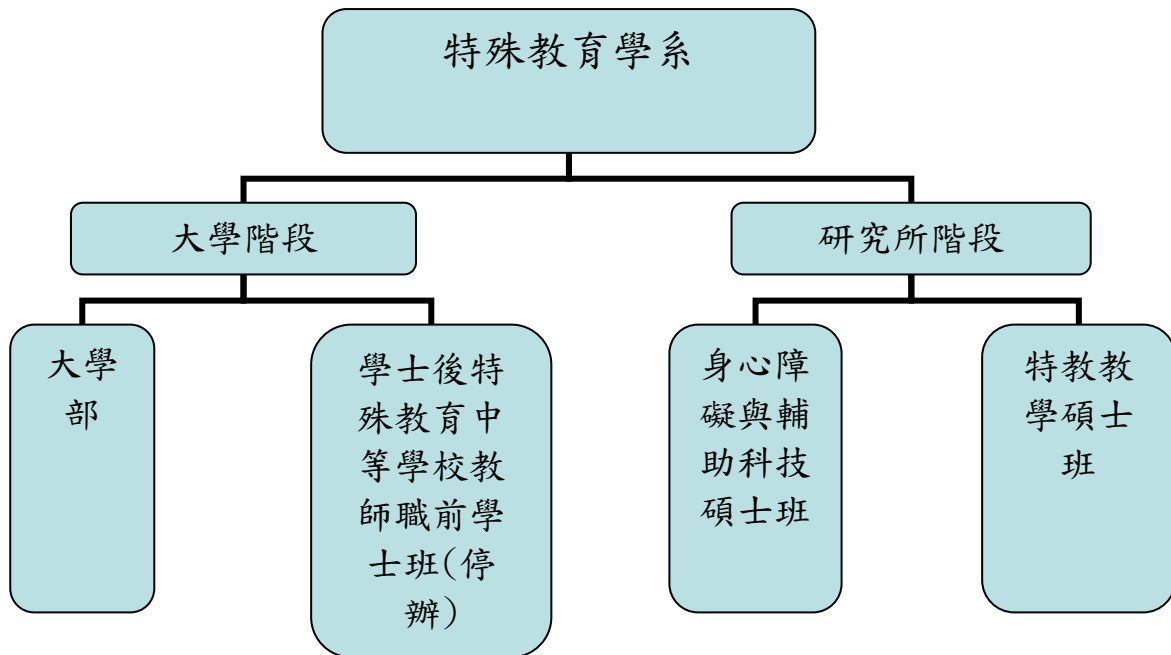 特殊教育學系
大學階段
研究所階段
大學
部
學士後特
殊教育中
等學校教
師職前學
士班(停
辦)
身心障
礙與輔
助科技
碩士班
特教教
學碩士
班